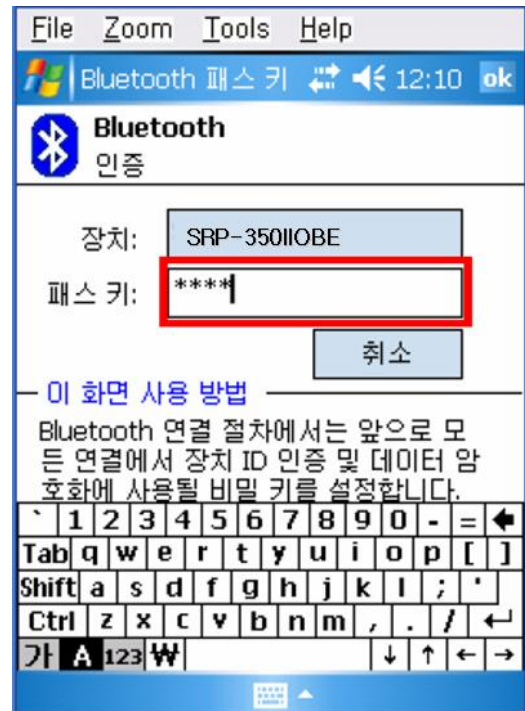 File Zoom Tools Help
Bluetooth 패스 키 12:10 ok
Bluetooth
인증
장치: SRP-350IIOBE
패스 키: ****
취소
이 화면 사용 방법
Bluetooth 연결 절차에서는 앞으로 모
든 연결에서 장치 ID 인증 및 데이터 암
호화에 사용될 비밀 키를 설정합니다.
` 1 2 3 4 5 6 7 8 9 0 - =
Tab q w e r t y u i o p [ ]
Shift a s d f g h j k l ; '
Ctrl z x c v b n m , . / ↵
가 A 123 ₩ ↓ ↑ ← →